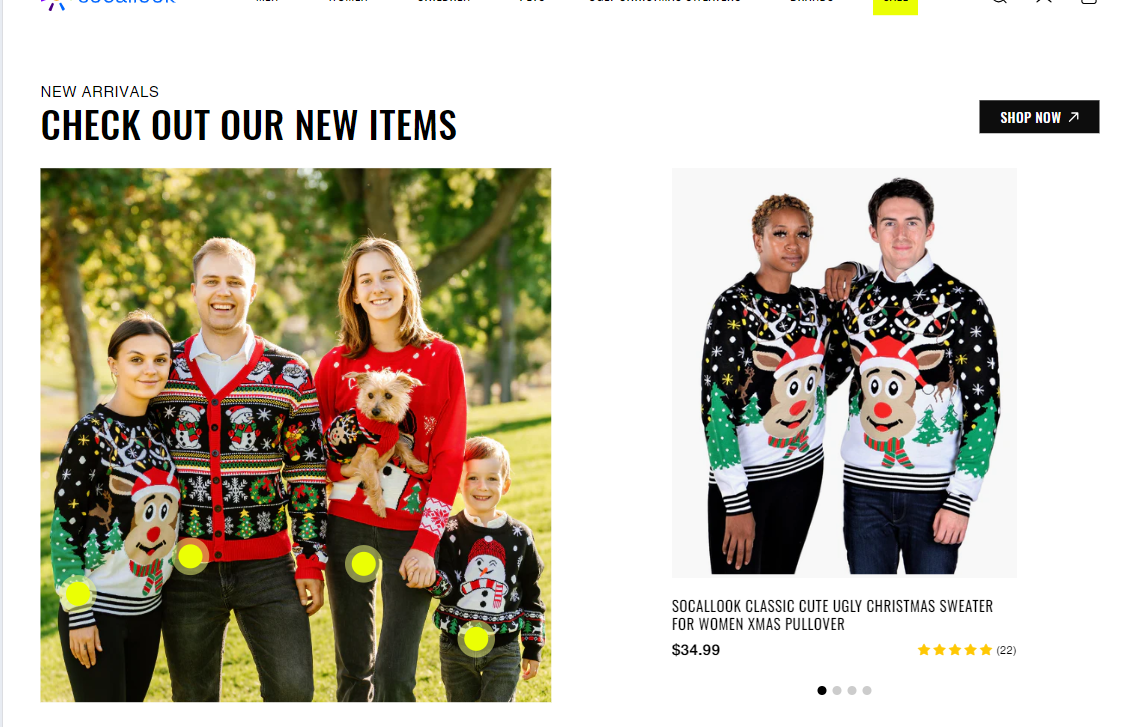 NEW ARRIVALS
CHECK OUT OUR NEW ITEMS
SHOP NOW
SOCALLOOK CLASSIC CUTE UGLY CHRISTMAS SWEATER
FOR WOMEN XMAS PULLOVER
$34.99
(22)